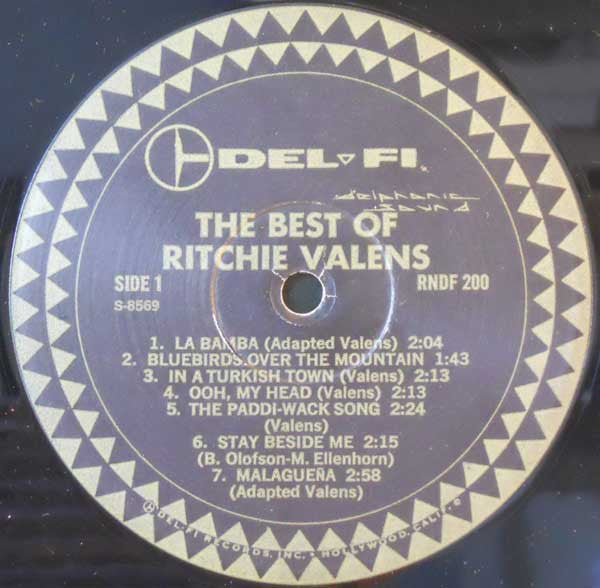 DEL-FI
delphonic
sound
THE BEST OF
RITCHIE VALENS
SIDE 1
RNDF 200
S-8569
1. LA BAMBA (Adapted Valens) 2:04
2. BLUEBIRDS OVER THE MOUNTAIN 1:43
3. IN A TURKISH TOWN (Valens) 2:13
4. OOH, MY HEAD (Valens) 2:13
5. THE PADDI-WACK SONG 2:24
(Valens)
6. STAY BESIDE ME 2:15
(B. Olofson-M. Ellenhorn)
7. MALAGUEÑA 2:58
(Adapted Valens)
DEL-FI RECORDS, INC. • HOLLYWOOD, CALIF.